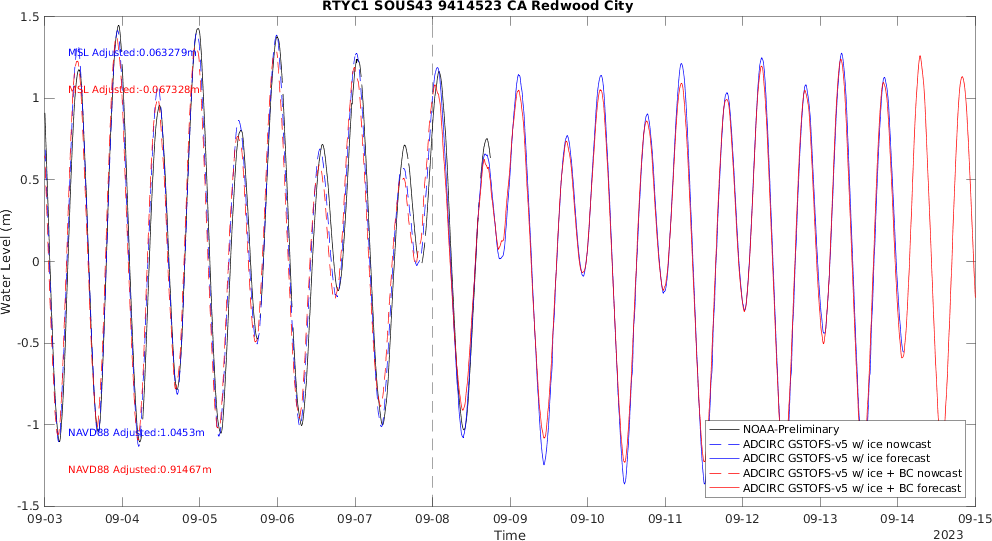 RTYC1 SOUS43 9414523 CA Redwood City
1.5
1
0.5
0
-0.5
-1
-1.5
Water Level (m)
MSL Adjusted:0.063279m
MSL Adjusted:-0.067328m
NAVD88 Adjusted:1.0453m
NAVD88 Adjusted:0.91467m
NOAA-Preliminary
ADCIRC GSTOFS-v5 w/ ice nowcast
ADCIRC GSTOFS-v5 w/ ice forecast
ADCIRC GSTOFS-v5 w/ ice + BC nowcast
ADCIRC GSTOFS-v5 w/ ice + BC forecast
09-03 09-04 09-05 09-06 09-07 09-08 09-09 09-10 09-11 09-12 09-13 09-14 09-15
Time
2023